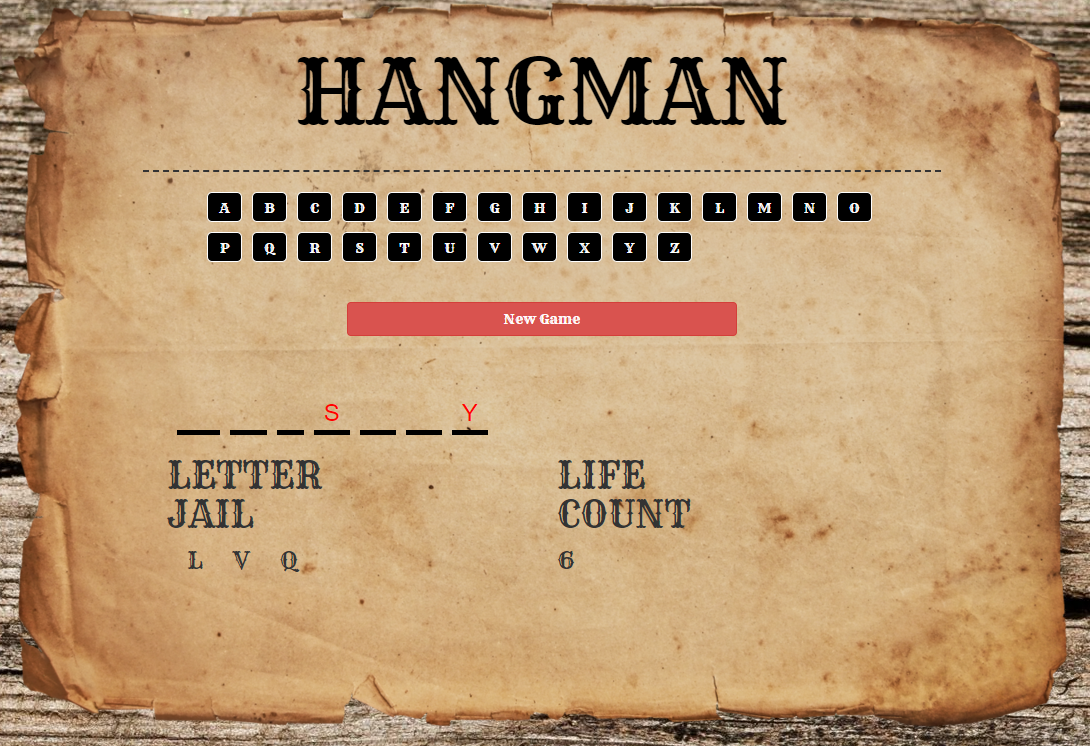 HANGMAN
A B C D E F G H I J K L M N O
P Q R S T U V W X Y Z
New Game
S Y
LETTER
JAIL
LIFE
COUNT
L V Q
6